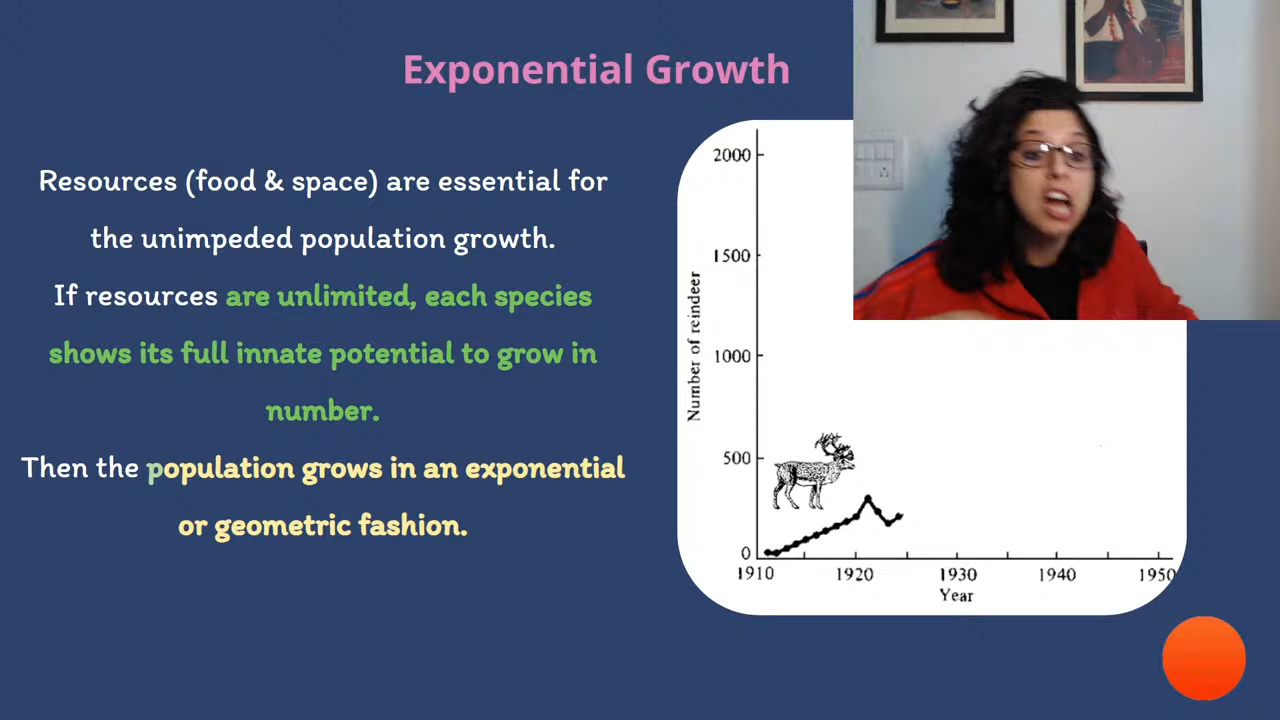 Exponential Growth
Resources (food & space) are essential for
the unimpeded population growth.
If resources are unlimited, each species
shows its full innate potential to grow in
number.
Then the population grows in an exponential
or geometric fashion.
2000
1500
1000
500
0
Number of reindeer
1910 1920 1930 1940 1950
Year